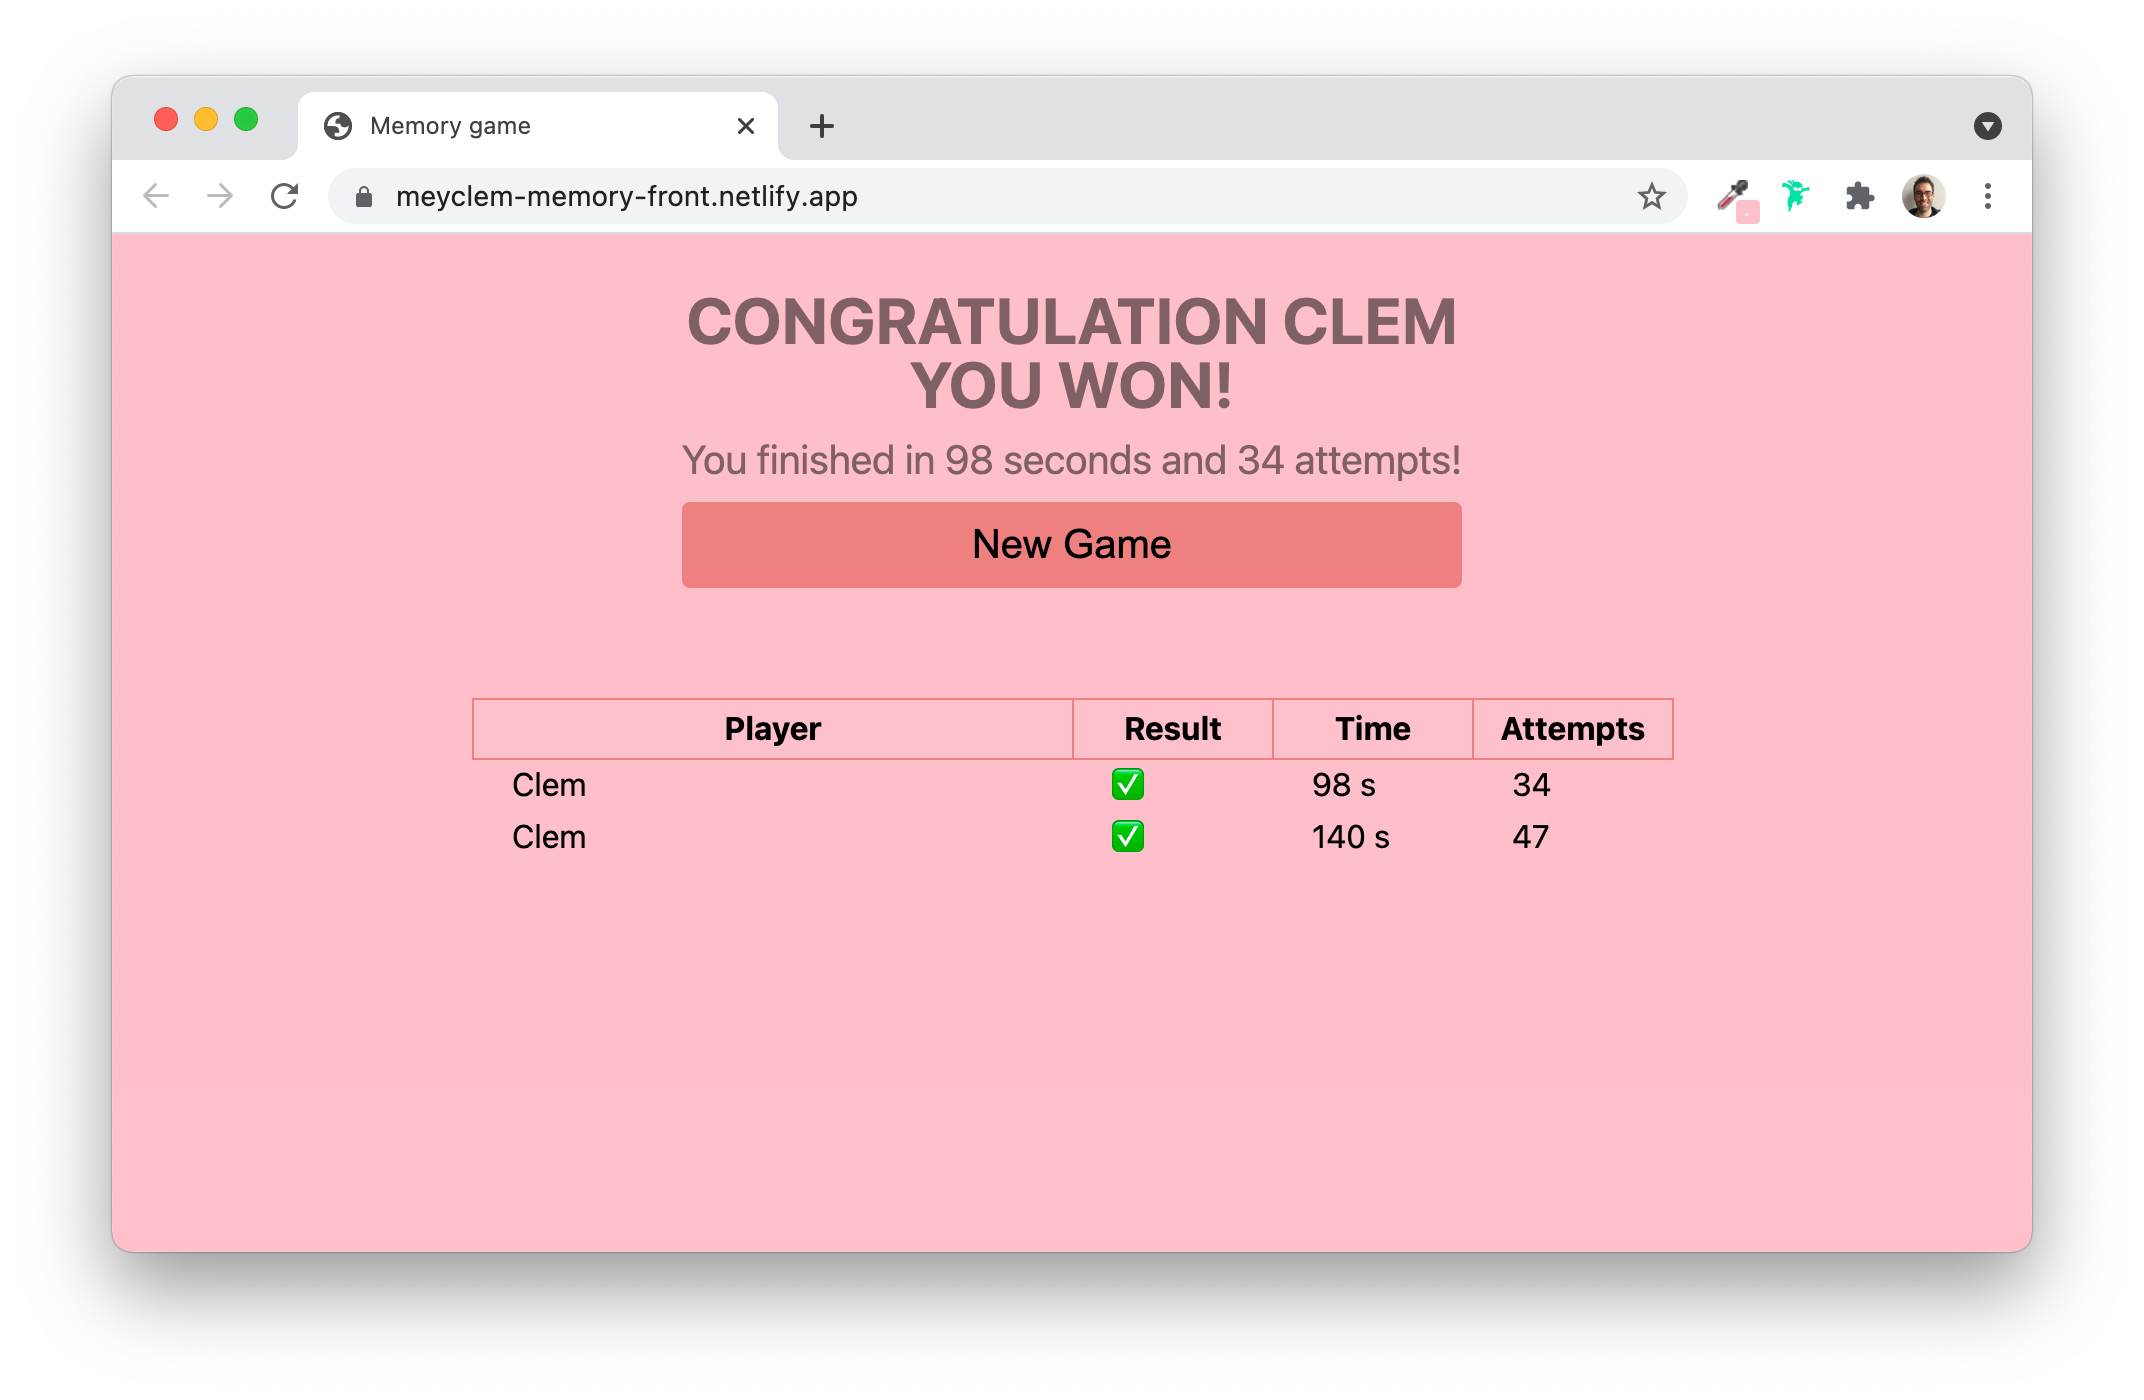 Memory game
meyclem-memory-front.netlify.app
CONGRATULATION CLEM
YOU WON!
You finished in 98 seconds and 34 attempts!
New Game
Player Result Time Attempts
Clem ✅ 98 s 34
Clem ✅ 140 s 47